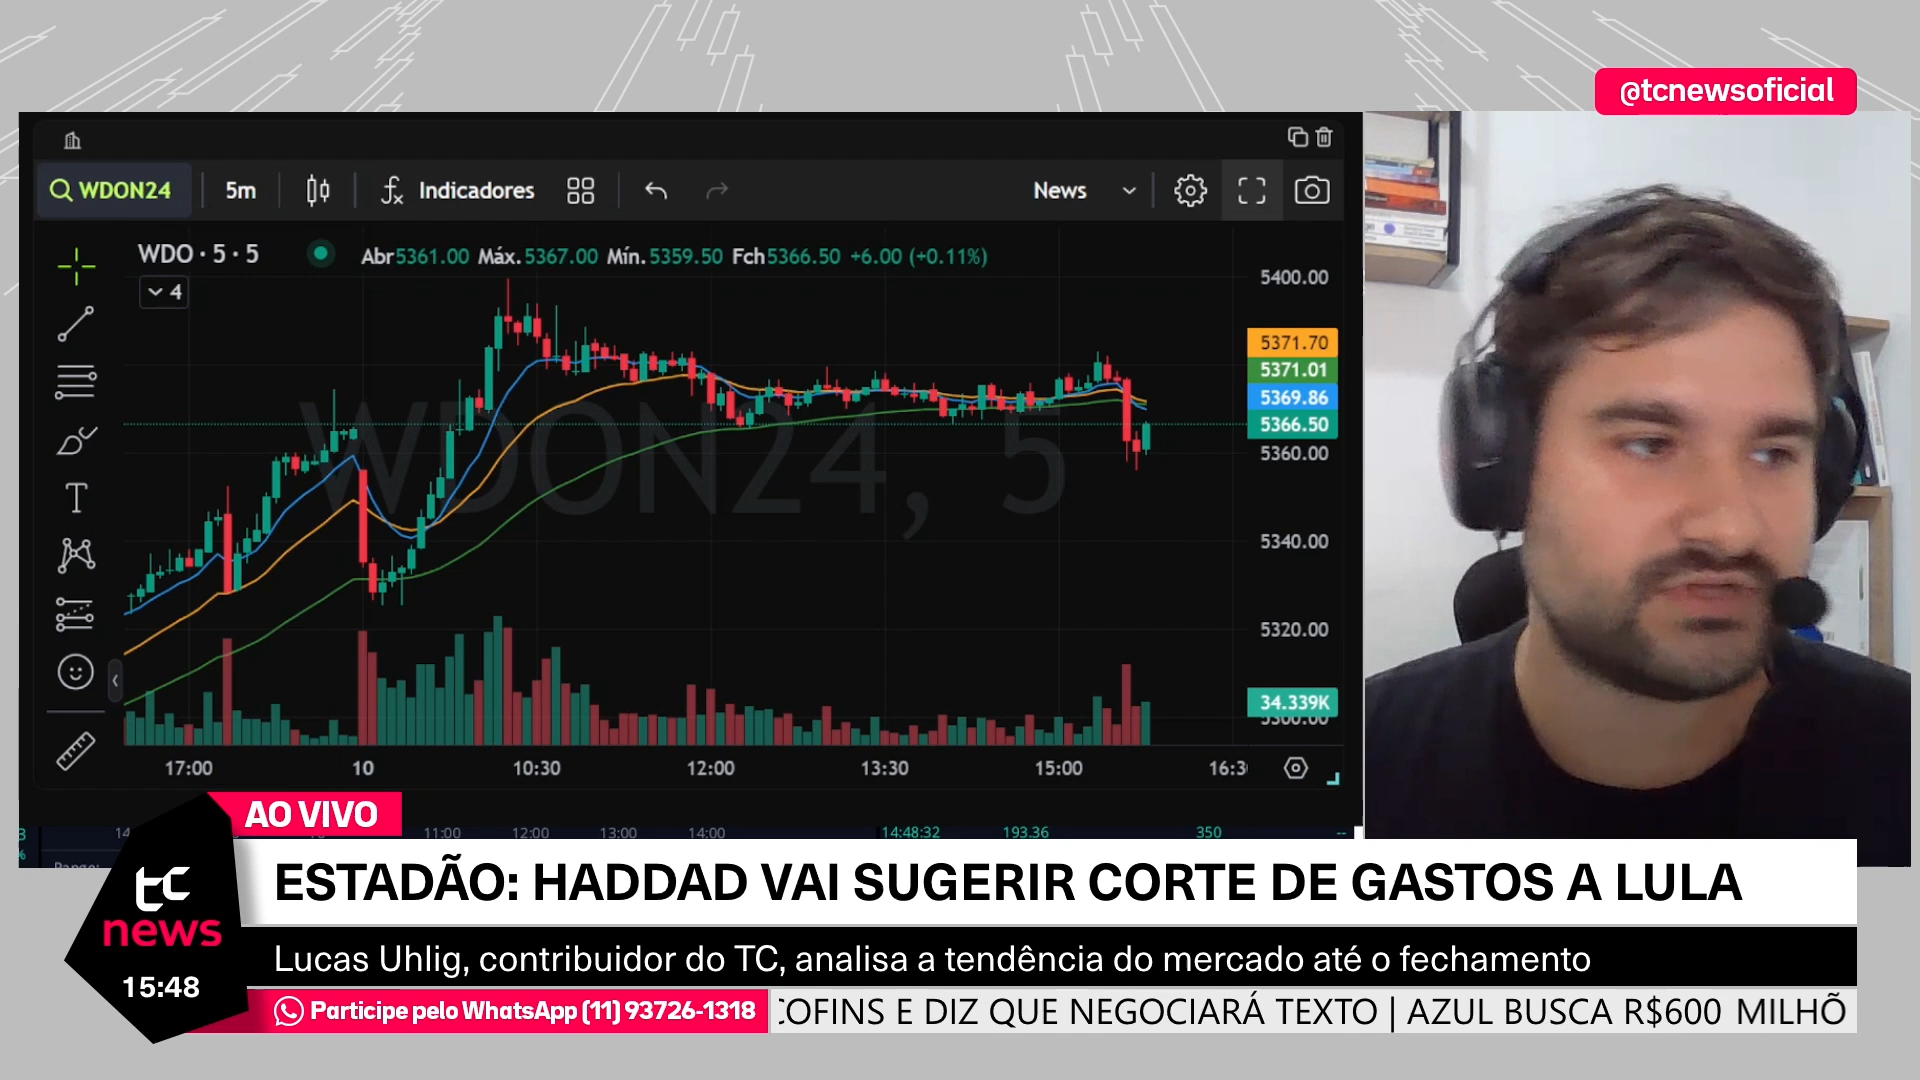 @tcnewsoficial
WDON24 5m Indicadores News
WDO · 5 · 5 Abr5361.00 Máx.5367.00 Mín.5359.50 Fch5366.50 +6.00 (+0.11%)
4
5400.00
5371.70
5371.01
5369.86
5366.50
5360.00
5340.00
5320.00
34.339K
5300.00
WDON24, 5
17:00 10 10:30 12:00 13:30 15:00
AO VIVO
11:00 12:00 13:00 14:00 14:48:32 193.36 350 --
tc
news
15:48
ESTADÃO: HADDAD VAI SUGERIR CORTE DE GASTOS A LULA
Lucas Uhlig, contribuidor do TC, analisa a tendência do mercado até o fechamento
Participe pelo WhatsApp (11) 93726-1318
COFINS E DIZ QUE NEGOCIARÁ TEXTO | AZUL BUSCA R$600 MILHÕ